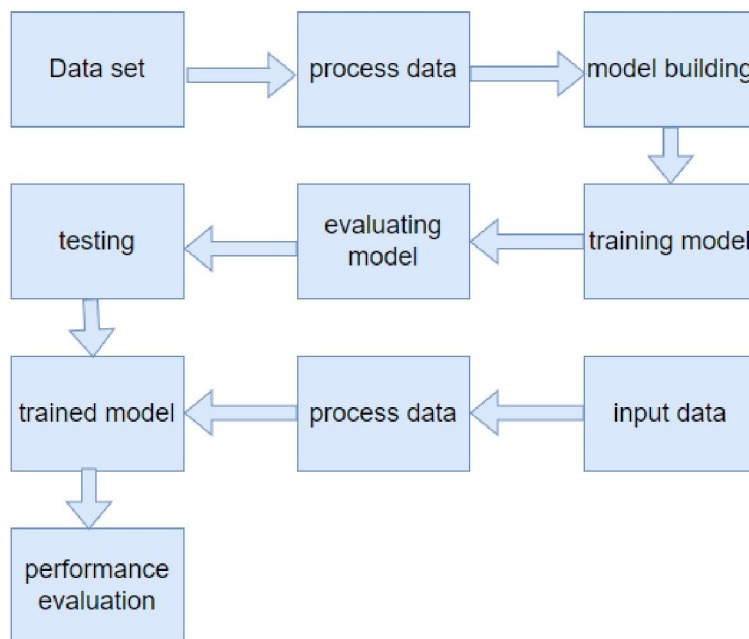 Data set
process data
model building
testing
evaluating
model
training model
trained model
process data
input data
performance
evaluation